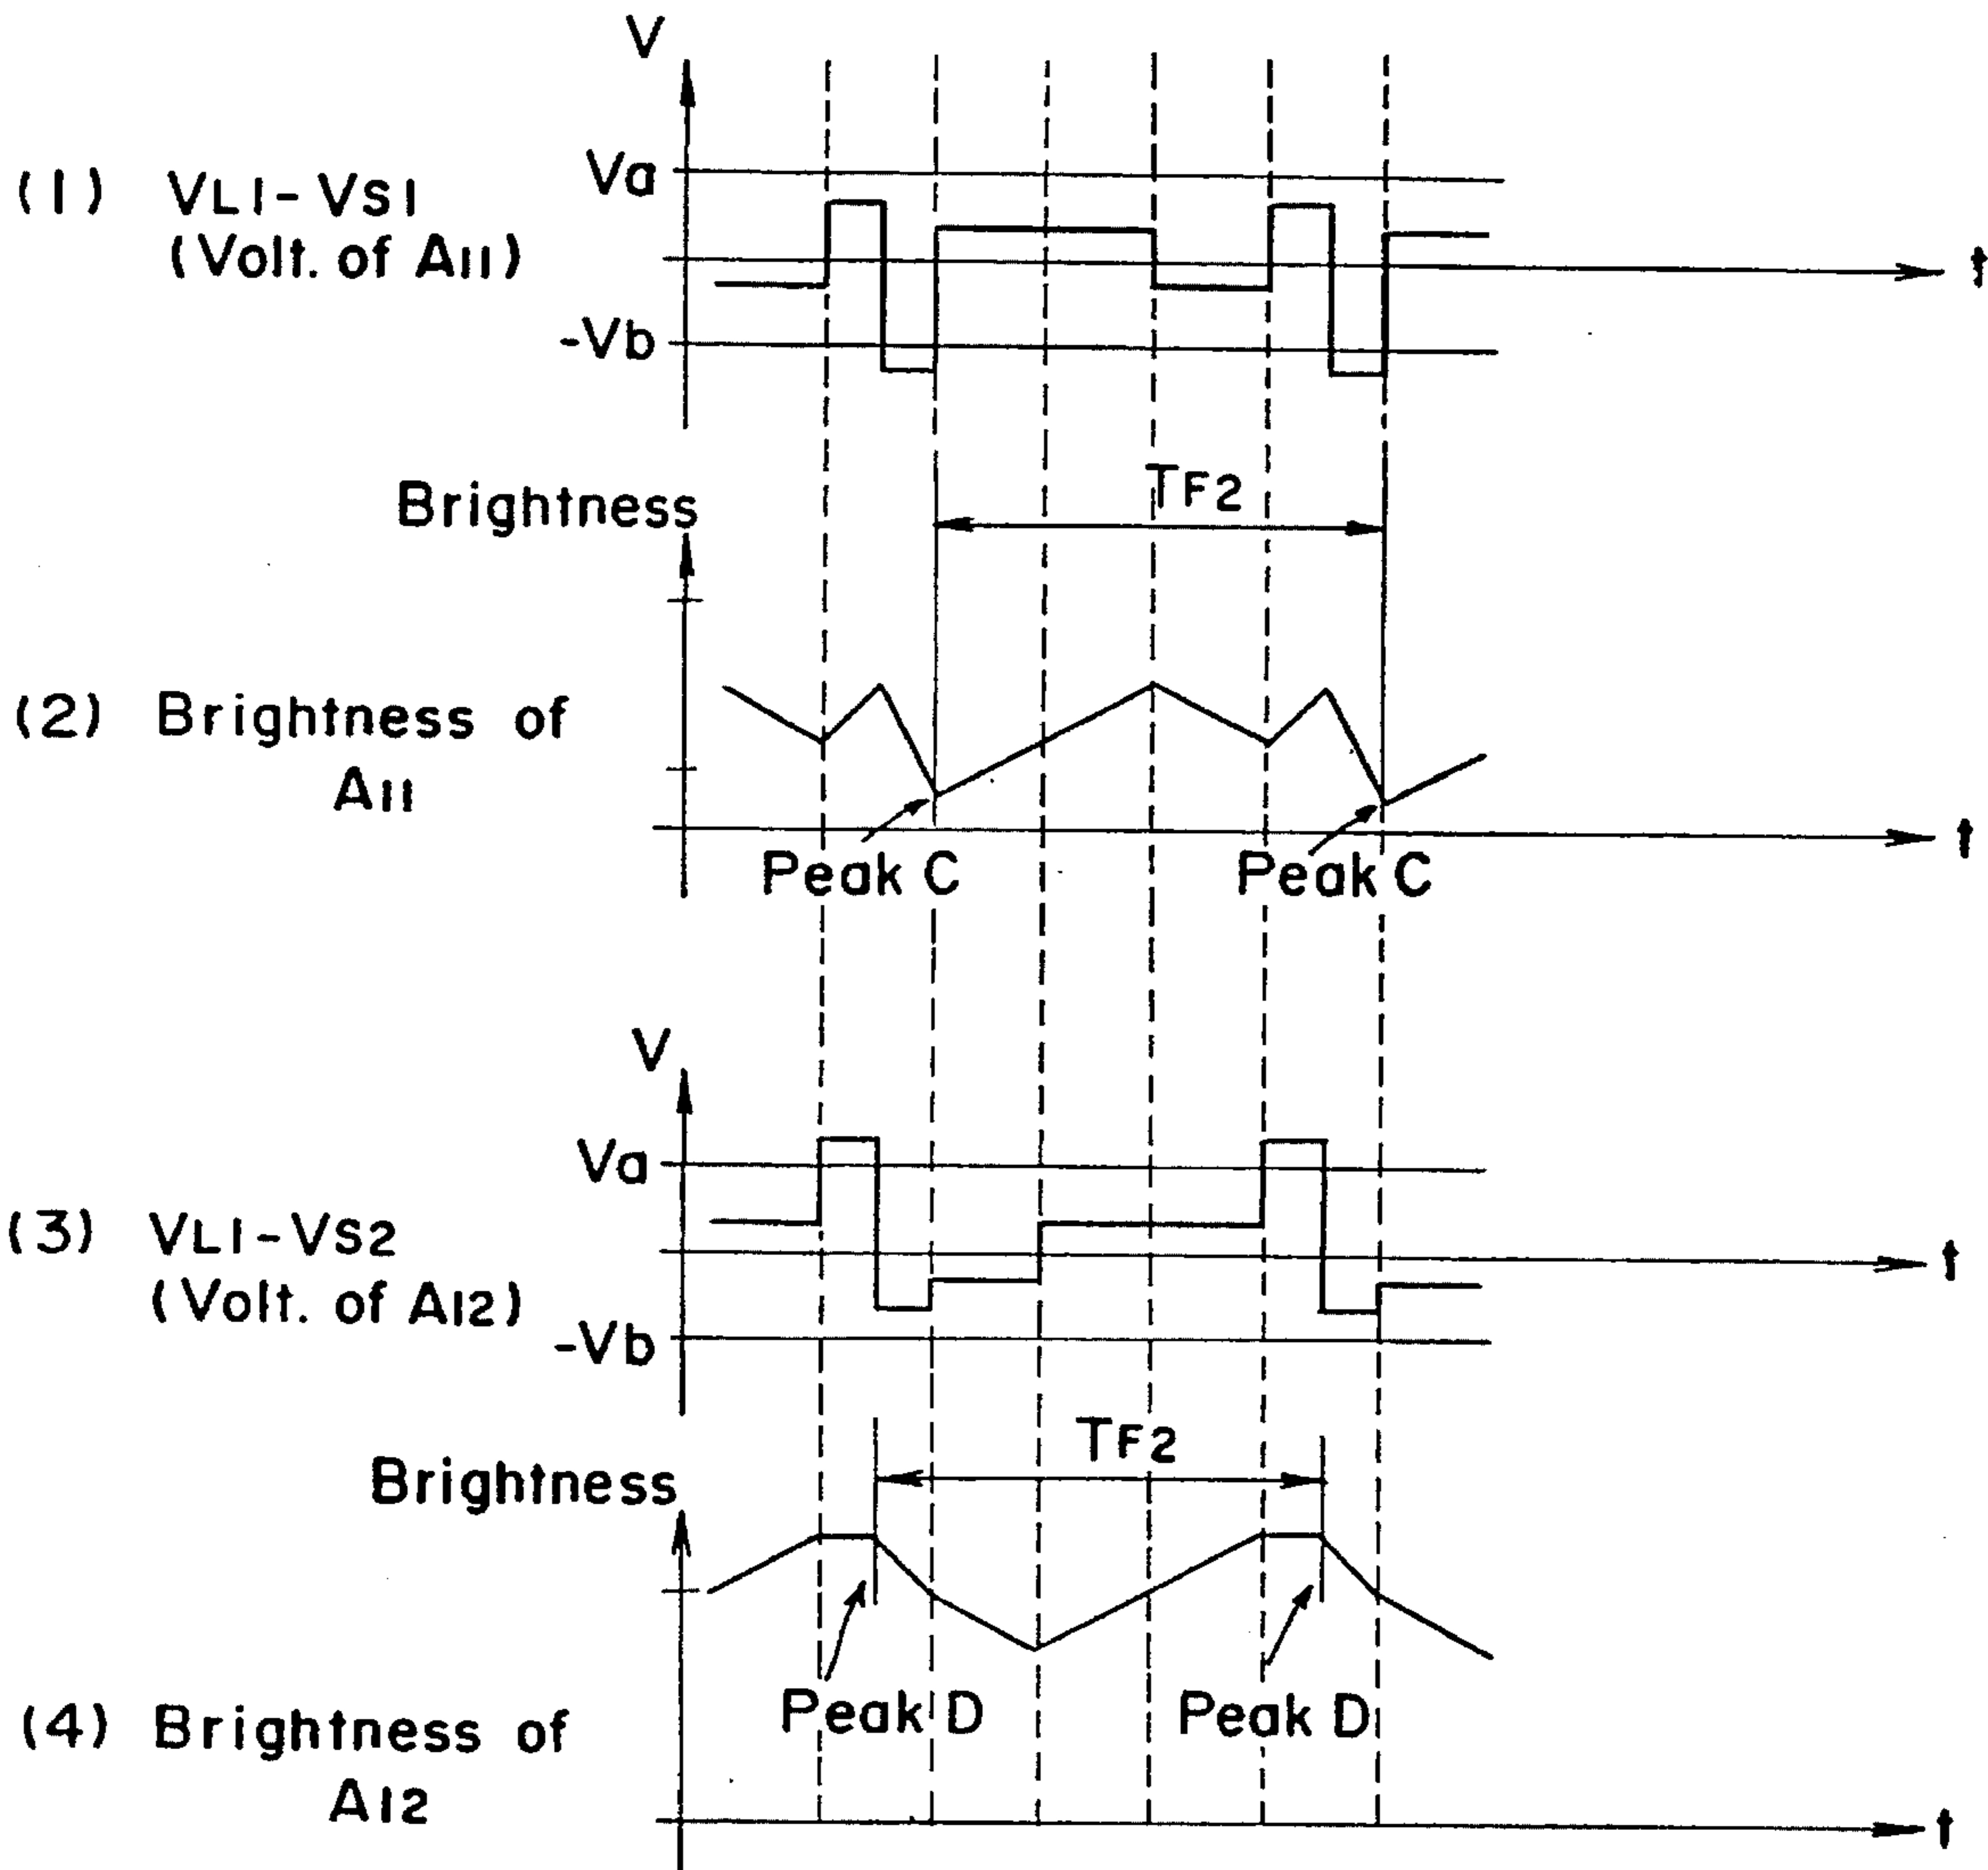 V
Va
(1) VL1-VS1
(Volt. of A11)
t
-Vb
TF2
Brightness
(2) Brightness of
A11
t
Peak C
Peak C
V
Va
(3) VL1-VS2
(Volt. of A12)
t
-Vb
TF2
Brightness
Peak D
Peak D
(4) Brightness of
A12
t